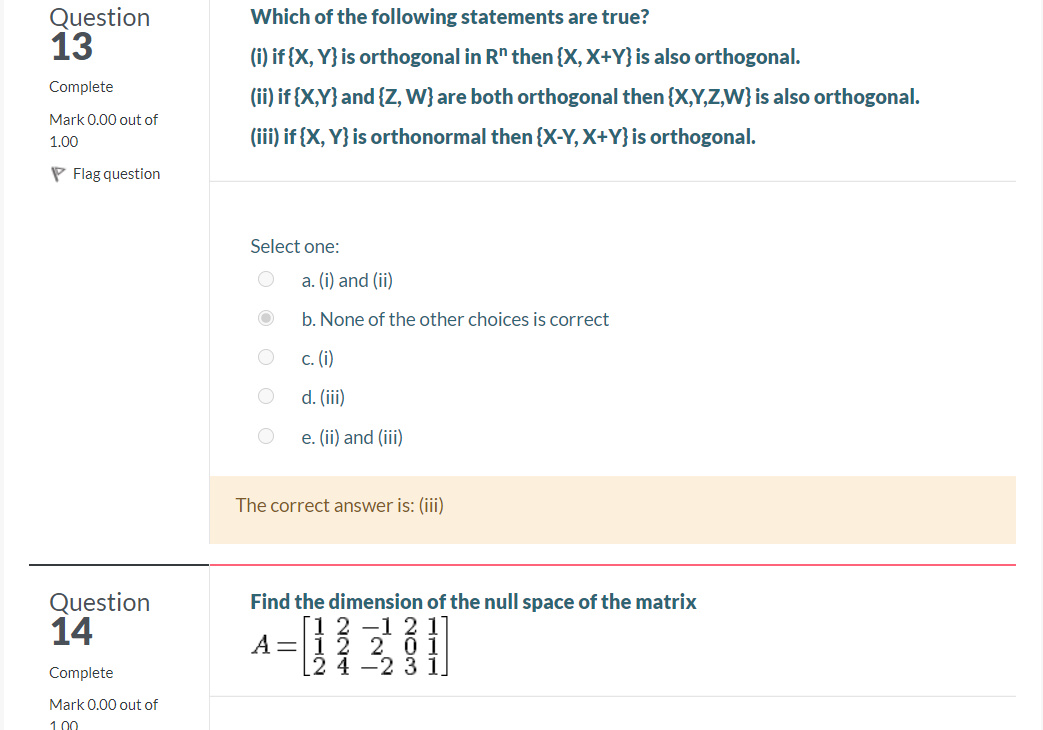 Question
13
Complete
Mark 0.00 out of
1.00
Flag question
Which of the following statements are true?
(i) if {X, Y} is orthogonal in Rⁿ then {X, X+Y} is also orthogonal.
(ii) if {X,Y} and {Z, W} are both orthogonal then {X,Y,Z,W} is also orthogonal.
(iii) if {X, Y} is orthonormal then {X-Y, X+Y} is orthogonal.
Select one:
a. (i) and (ii)
b. None of the other choices is correct
c. (i)
d. (iii)
e. (ii) and (iii)
The correct answer is: (iii)
Question
14
Complete
Mark 0.00 out of
1.00
Find the dimension of the null space of the matrix
1 2 −1 2 1
A = 1 2 2 0 1
2 4 −2 3 1